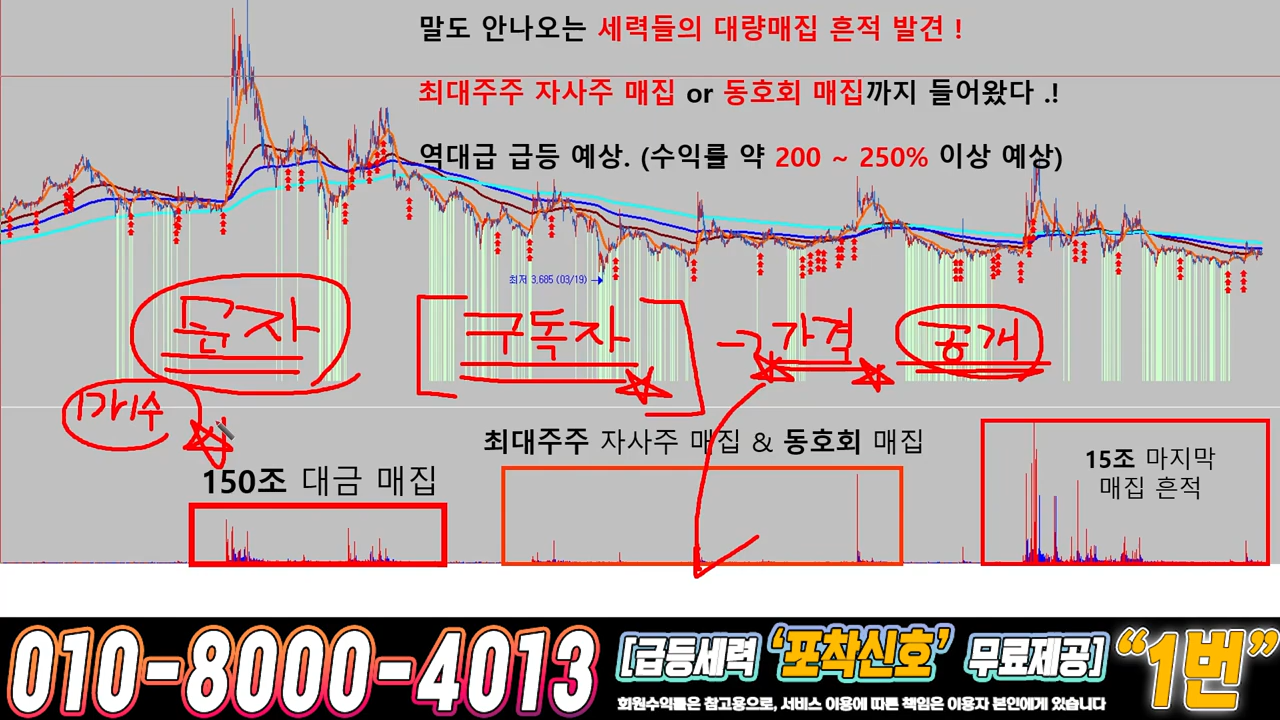 말도 안나오는 세력들의 대량매집 흔적 발견 !
최대주주 자사주 매집 or 동호회 매집까지 들어왔다 .!
역대급 급등 예상. (수익률 약 200 ~ 250% 이상 예상)
최저 3,685 (03/19)
문자
구독자
가격
공개
최대주주 자사주 매집 & 동호회 매집
150조 대금 매집
15조 마지막
매집 흔적
010-8000-4013
[급등세력 '포착신호' 무료제공] "1번"
회원수익률은 참고용으로, 서비스 이용에 따른 책임은 이용자 본인에게 있습니다